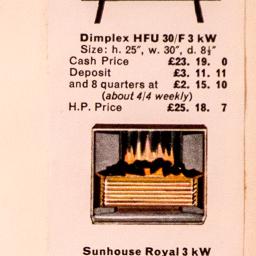 Dimplex HFU 30/F 3 kW
Size: h. 25", w. 30", d. 8½"
Cash Price £23. 19. 0
Deposit £3. 11. 11
and 8 quarters at £2. 15. 10
(about 4/4 weekly)
H.P. Price £25. 18. 7
Sunhouse Royal 3 kW